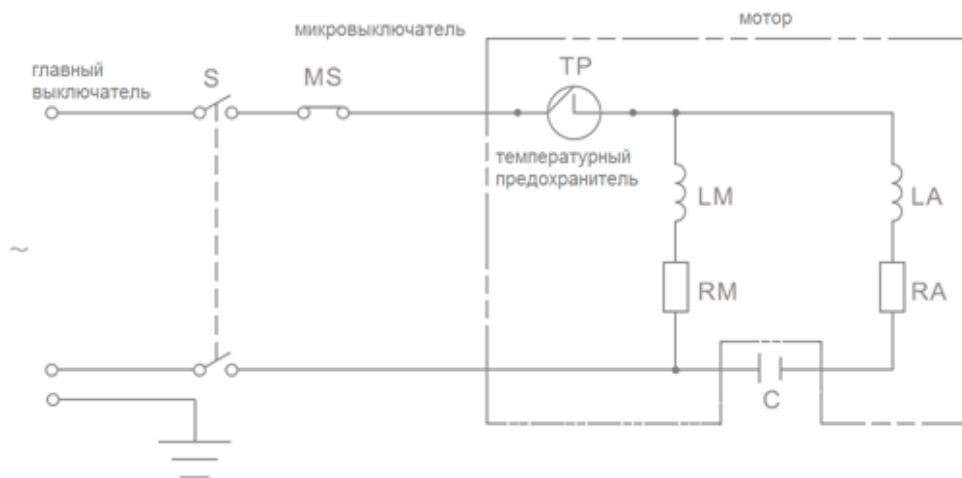 мотор
микровыключатель
главный
выключатель
S
MS
TP
температурный
предохранитель
LM
LA
~
RM
RA
C